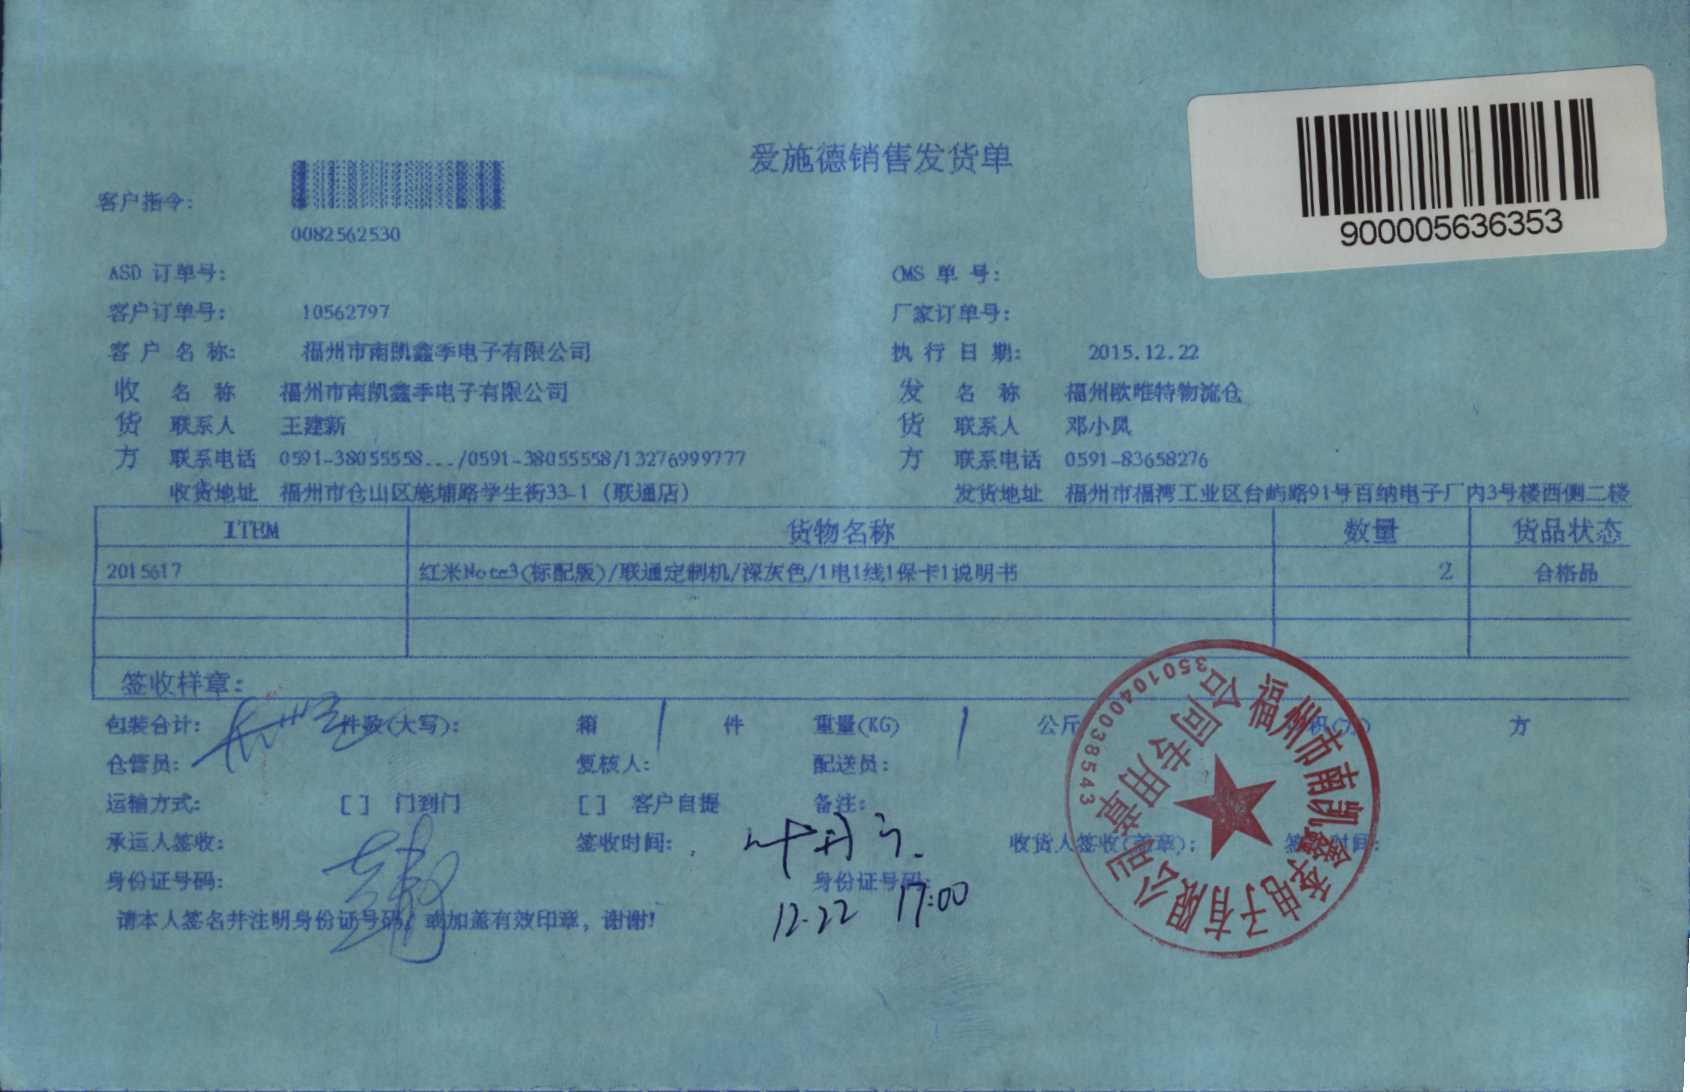 爱施德销售发货单
900005636353
客户指令:
0082562530
ASD 订单号: CMS 单 号:
客户订单号: 10562797 厂家订单号:
客 户 名 称: 福州市南凯鑫季电子有限公司 执 行 日 期: 2015.12.22
收 名 称 福州市南凯鑫季电子有限公司 发 名 称 福州欧唯特物流仓
货 联系人 王建新 货 联系人 邓小凤
方 联系电话 0591-38055558.../0591-38055558/13276999777 方 联系电话 0591-83658276
收货地址 福州市仓山区施埔路学生街33-1（联通店） 发货地址 福州市福湾工业区台屿路91号百纳电子厂内3号楼西侧二楼
ITEM 货物名称 数量 货品状态
2015617 红米Note3(标配版)/联通定制机/深灰色/1电1线1保卡1说明书 2 合格品
签收样章:
包装合计: 件数(大写): 箱 1 件 重量(KG) 1 公斤 积(方) 方
仓管员: 复核人: 配送员:
运输方式: [ ] 门到门 [ ] 客户自提 备注:
承运人签收: 签收时间: 收货人签收(盖章): 签 时间:
身份证号码: 身份证号码:
12.22 17:00
请本人签名并注明身份证号码, 或加盖有效印章, 谢谢!
福州市南凯鑫季电子有限公司
合同专用章
3501040038543